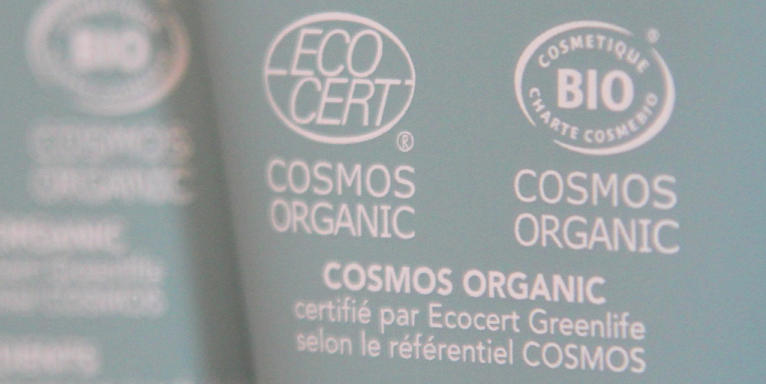 BIO
COSMOS
ORGANIC
ECO
CERT
®
COSMOS
ORGANIC
COSMETIQUE
BIO
CHARTE COSMEBIO
®
COSMOS
ORGANIC
COSMOS ORGANIC
certifié par Ecocert Greenlife
selon le référentiel COSMOS